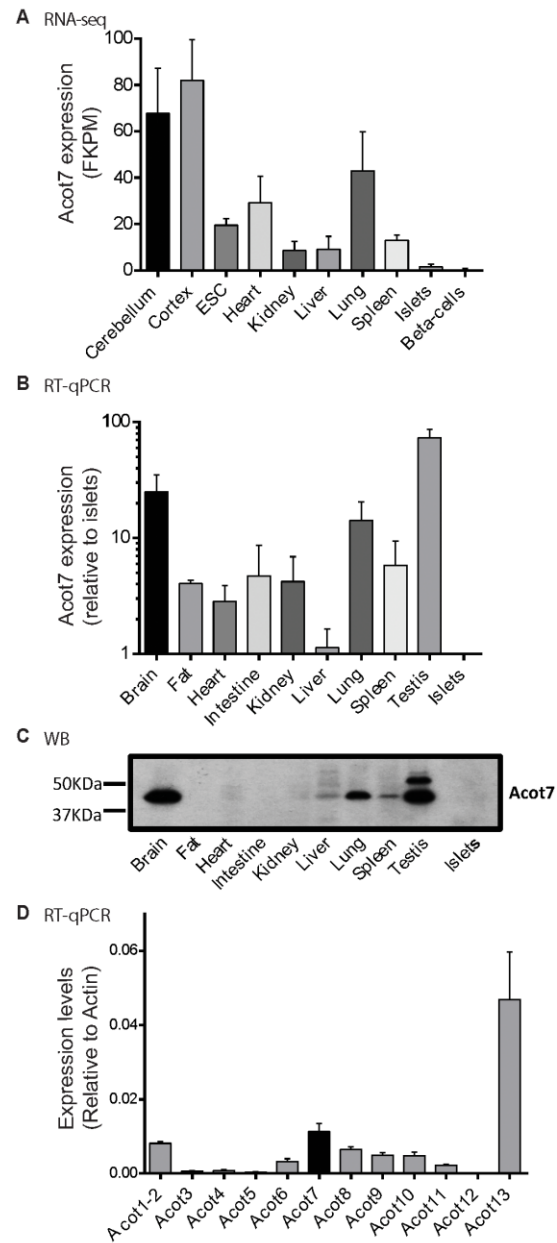 A RNA-seq
Acot7 expression
(FKPM)
100
80
60
40
20
0
Cerebellum
Cortex
ESC
Heart
Kidney
Liver
Lung
Spleen
Islets
Beta-cells
B RT-qPCR
Acot7 expression
(relative to islets)
100
10
1
Brain
Fat
Heart
Intestine
Kidney
Liver
Lung
Spleen
Testis
Islets
C WB
50KDa
37KDa
Acot7
Brain
Fat
Heart
Intestine
Kidney
Liver
Lung
Spleen
Testis
Islets
D RT-qPCR
Expression levels
(Relative to Actin)
0.06
0.04
0.02
0.00
Acot1-2
Acot3
Acot4
Acot5
Acot6
Acot7
Acot8
Acot9
Acot10
Acot11
Acot12
Acot13